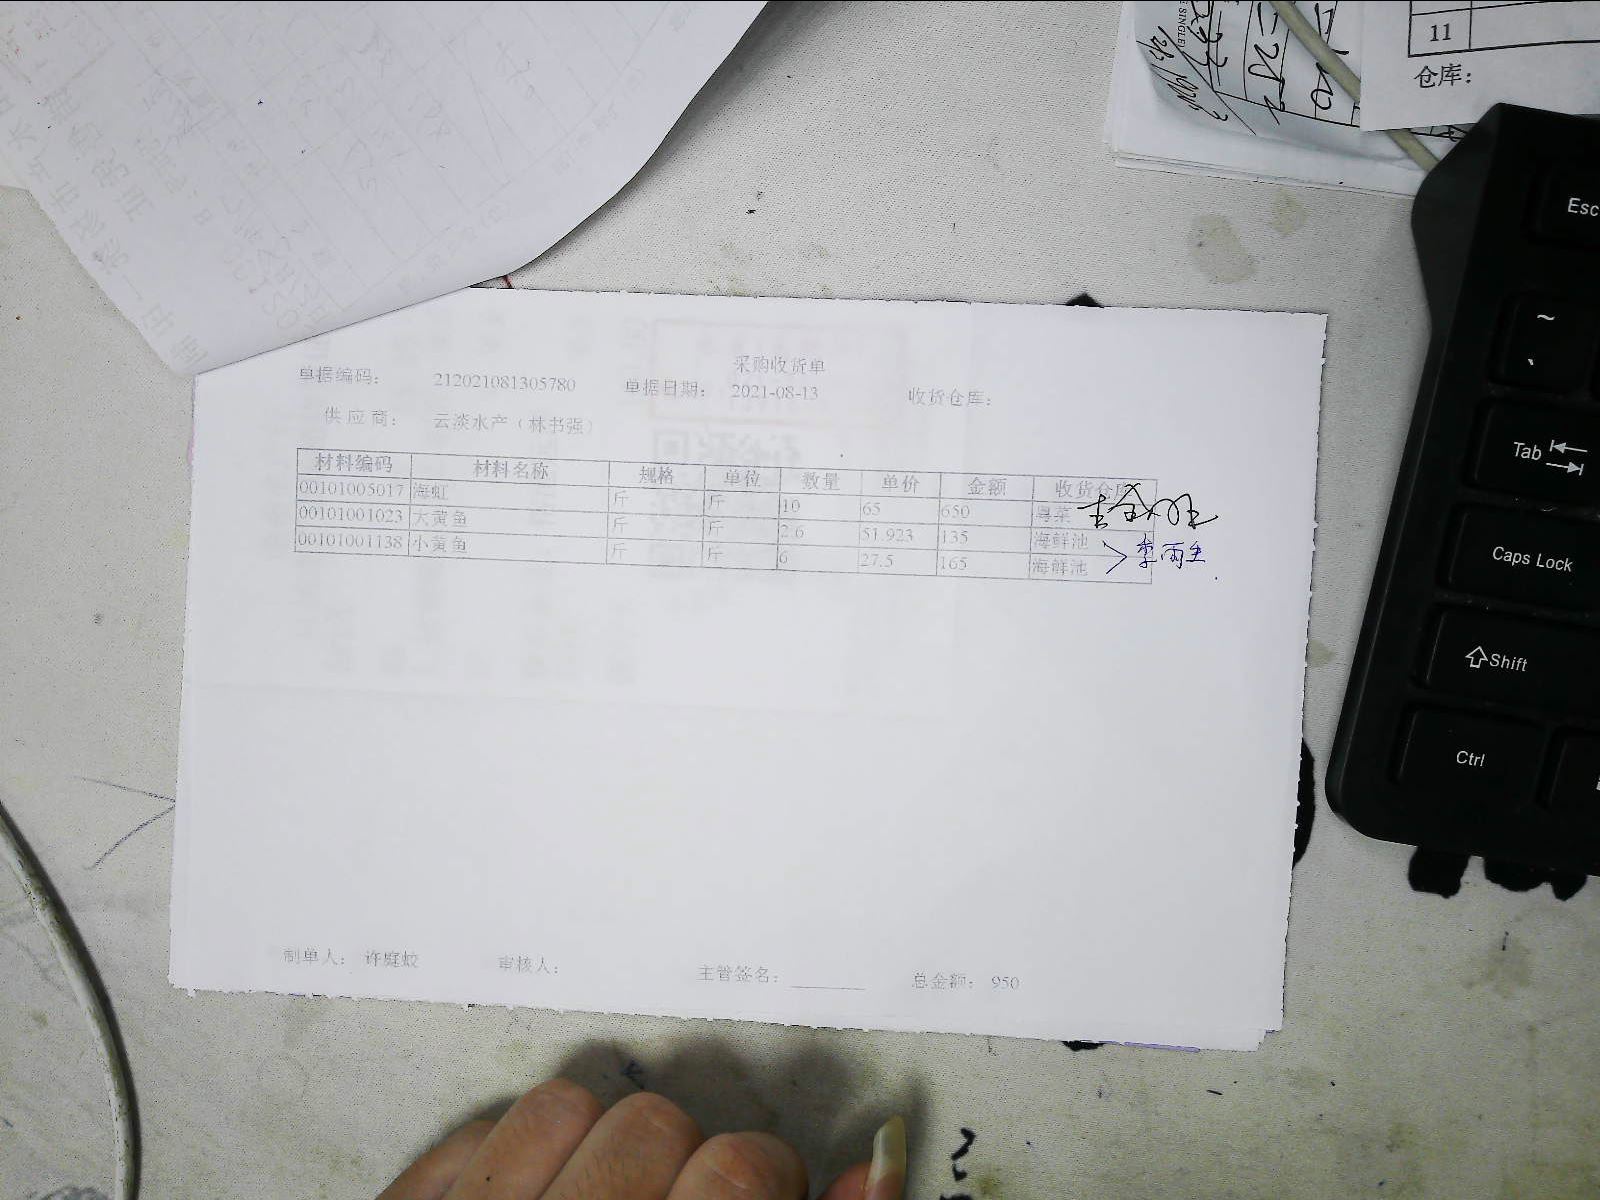 采购收货单
单据编码： 212021081305780 单据日期： 2021-08-13 收货仓库：
供应商： 云淡水产（林书强）
材料编码 材料名称 规格 单位 数量 单价 金额 收货仓库
00101005017 海虹 斤 斤 10 65 650 粤菜
00101001023 大黄鱼 斤 斤 2.6 51.923 135 海鲜池
00101001138 小黄鱼 斤 斤 6 27.5 165 海鲜池
制单人： 许庭蛟 审核人： 主管签名： 总金额： 950
11
仓库：
Esc
~
Tab
Caps Lock
Shift
Ctrl